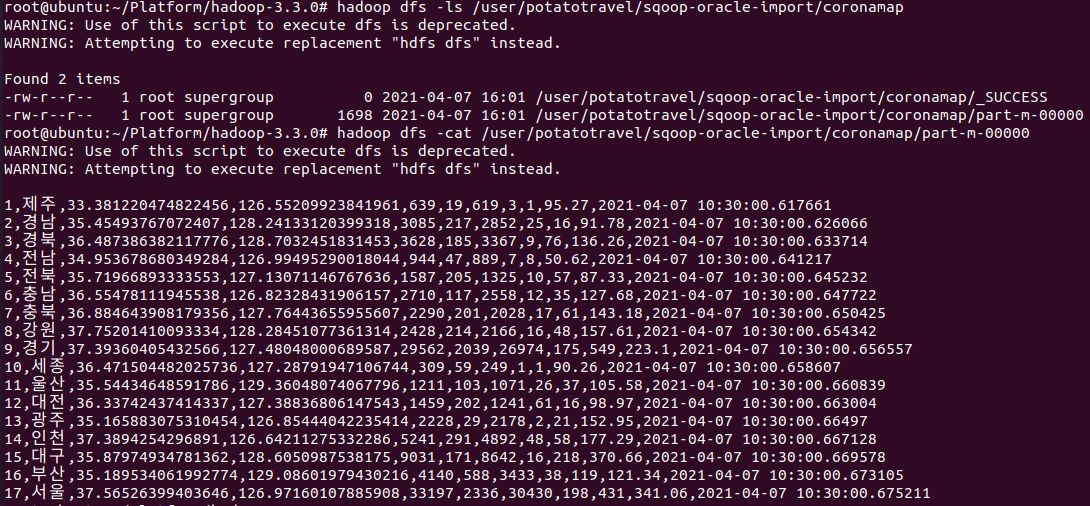 root@ubuntu:~/Platform/hadoop-3.3.0# hadoop dfs -ls /user/potatotravel/sqoop-oracle-import/coronamap
WARNING: Use of this script to execute dfs is deprecated.
WARNING: Attempting to execute replacement "hdfs dfs" instead.
Found 2 items
-rw-r--r--   1 root supergroup          0 2021-04-07 16:01 /user/potatotravel/sqoop-oracle-import/coronamap/_SUCCESS
-rw-r--r--   1 root supergroup       1698 2021-04-07 16:01 /user/potatotravel/sqoop-oracle-import/coronamap/part-m-00000
root@ubuntu:~/Platform/hadoop-3.3.0# hadoop dfs -cat /user/potatotravel/sqoop-oracle-import/coronamap/part-m-00000
WARNING: Use of this script to execute dfs is deprecated.
WARNING: Attempting to execute replacement "hdfs dfs" instead.
1,제주,33.381220474822456,126.55209923841961,639,19,619,3,1,95.27,2021-04-07 10:30:00.617661
2,경남,35.45493767072407,128.24133120399318,3085,217,2852,25,16,91.78,2021-04-07 10:30:00.626066
3,경북,36.487386382117776,128.7032451831453,3628,185,3367,9,76,136.26,2021-04-07 10:30:00.633714
4,전남,34.953678680349284,126.99495290018044,944,47,889,7,8,50.62,2021-04-07 10:30:00.641217
5,전북,35.71966893333553,127.13071146767636,1587,205,1325,10,57,87.33,2021-04-07 10:30:00.645232
6,충남,36.55478111945538,126.82328431906157,2710,117,2558,12,35,127.68,2021-04-07 10:30:00.647722
7,충북,36.884643908179356,127.76443655955607,2290,201,2028,17,61,143.18,2021-04-07 10:30:00.650425
8,강원,37.75201410093334,128.28451077361314,2428,214,2166,16,48,157.61,2021-04-07 10:30:00.654342
9,경기,37.39360405432566,127.48048000689587,29562,2039,26974,175,549,223.1,2021-04-07 10:30:00.656557
10,세종,36.471504482025736,127.28791947106744,309,59,249,1,1,90.26,2021-04-07 10:30:00.658607
11,울산,35.54434648591786,129.36048074067796,1211,103,1071,26,37,105.58,2021-04-07 10:30:00.660839
12,대전,36.33742437414337,127.38836806147543,1459,202,1241,61,16,98.97,2021-04-07 10:30:00.663004
13,광주,35.165883075310454,126.85444042235414,2228,29,2178,2,21,152.95,2021-04-07 10:30:00.66497
14,인천,37.3894254296891,126.64211275332286,5241,291,4892,48,58,177.29,2021-04-07 10:30:00.667128
15,대구,35.87974934781362,128.6050987538175,9031,171,8642,16,218,370.66,2021-04-07 10:30:00.669578
16,부산,35.189534061992774,129.08601979430216,4140,588,3433,38,119,121.34,2021-04-07 10:30:00.673105
17,서울,37.56526399403646,126.97160107885908,33197,2336,30430,198,431,341.06,2021-04-07 10:30:00.675211